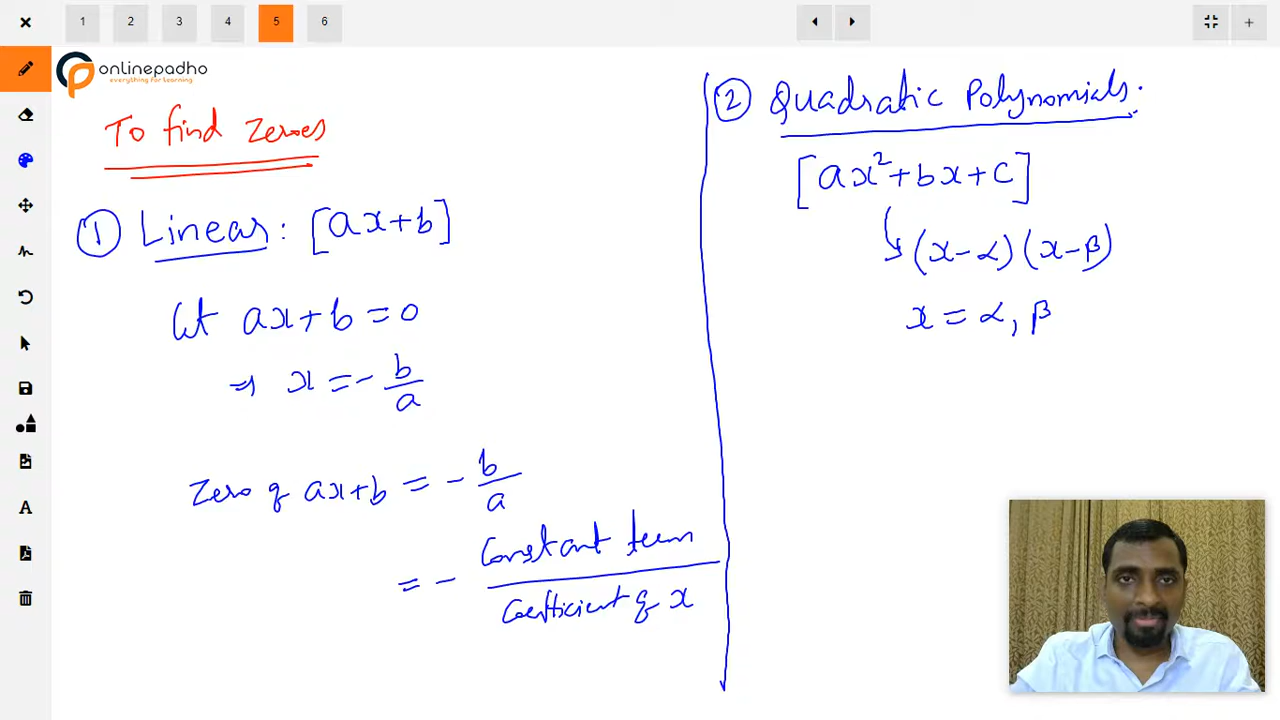 1 2 3 4 5 6
onlinepadho
everything for learning
To find Zeroes
① Linear: [ax+b]
Let ax+b=0
⇒ x=-b/a
Zero of ax+b = -b/a
= - Constant term / Coefficient of x
② Quadratic Polynomials.
[ax²+bx+c]
(x-α)(x-β)
x = α, β